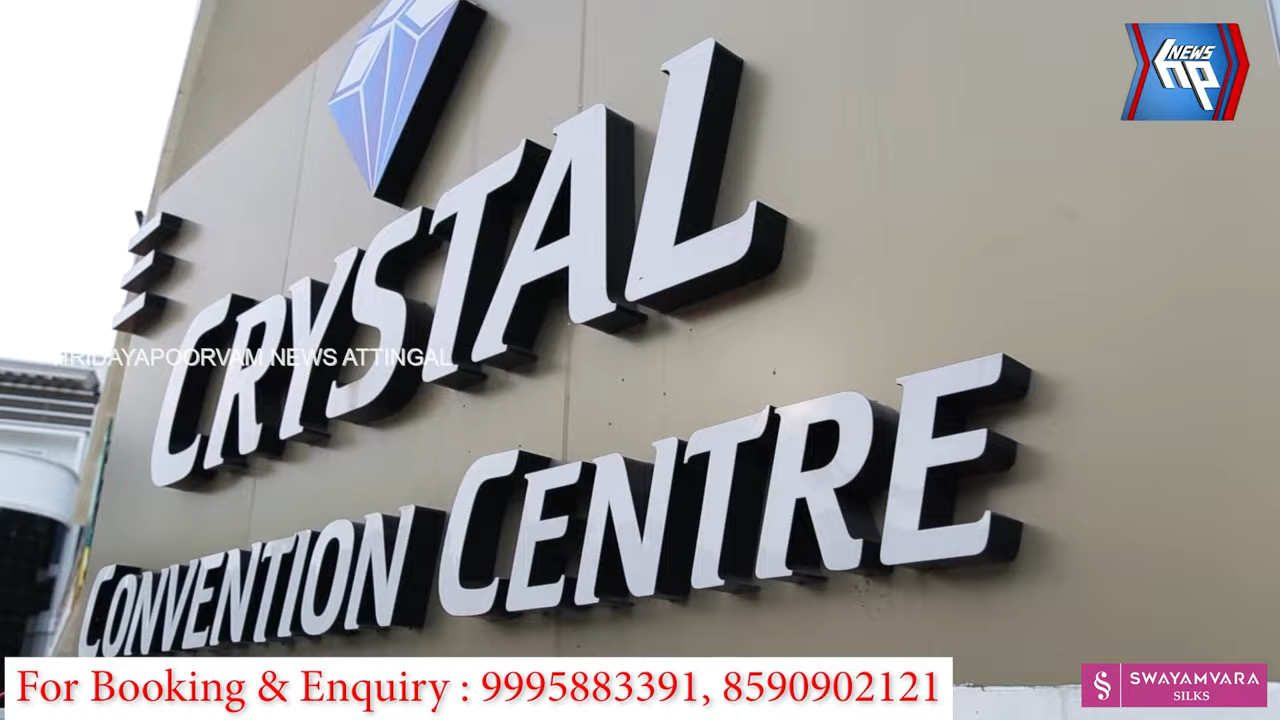 NEWS
hp
CRYSTAL
HRIDAYAPOORVAM NEWS ATTINGAL
CONVENTION CENTRE
For Booking & Enquiry : 9995883391, 8590902121
SWAYAMVARA
SILKS